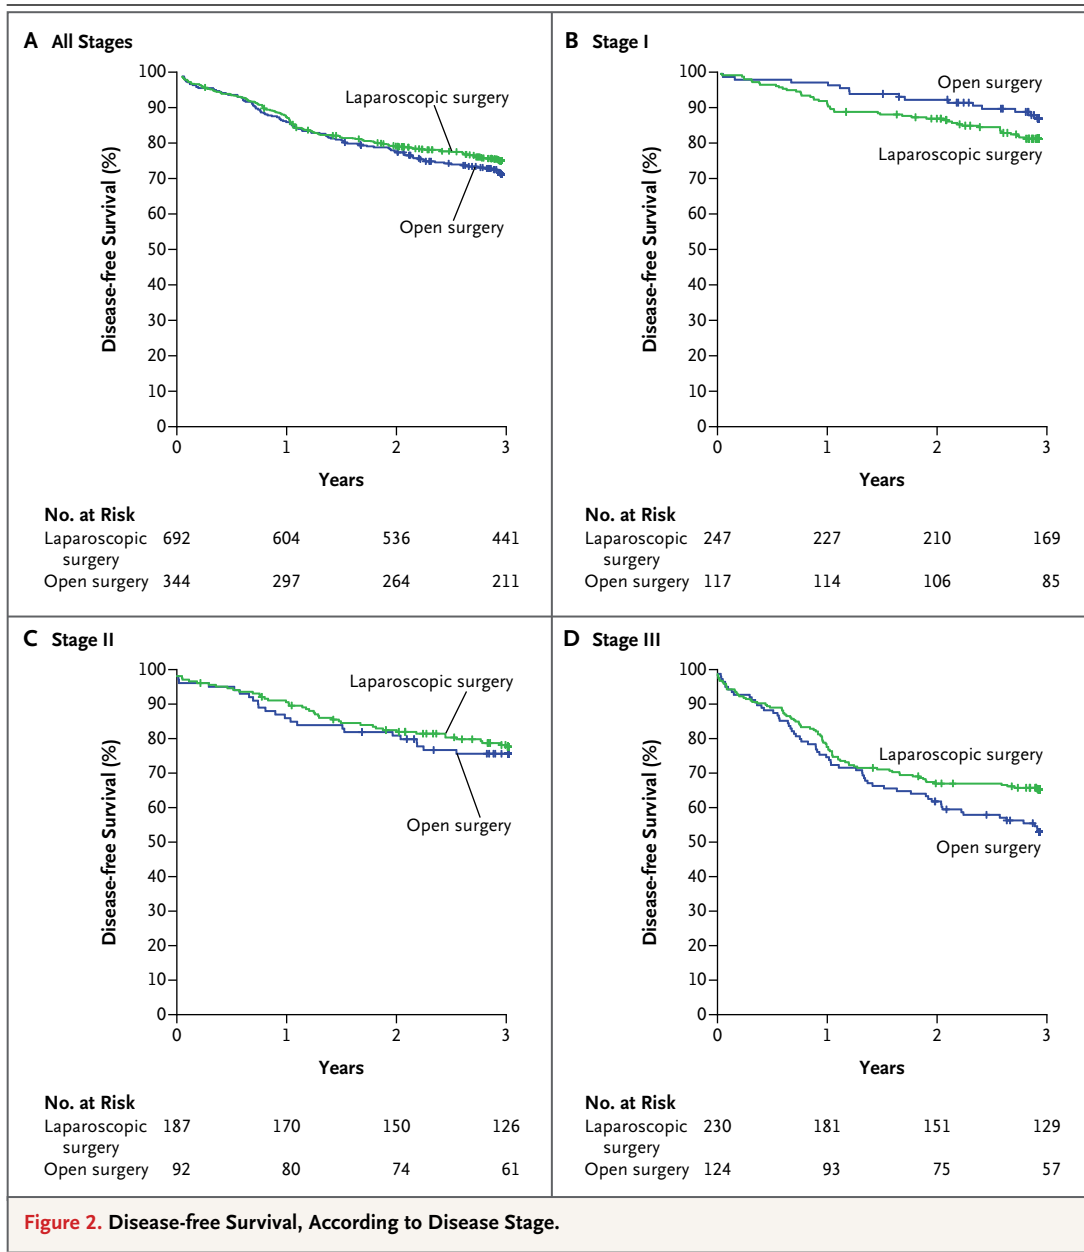 A All Stages
100
90
80
70
60
50
40
30
20
10
0
Disease-free Survival (%)
Laparoscopic surgery
Open surgery
0 1 2 3
Years
No. at Risk
Laparoscopic surgery 692 604 536 441
Open surgery 344 297 264 211
B Stage I
100
90
80
70
60
50
40
30
20
10
0
Disease-free Survival (%)
Open surgery
Laparoscopic surgery
0 1 2 3
Years
No. at Risk
Laparoscopic surgery 247 227 210 169
Open surgery 117 114 106 85
C Stage II
100
90
80
70
60
50
40
30
20
10
0
Disease-free Survival (%)
Laparoscopic surgery
Open surgery
0 1 2 3
Years
No. at Risk
Laparoscopic surgery 187 170 150 126
Open surgery 92 80 74 61
D Stage III
100
90
80
70
60
50
40
30
20
10
0
Disease-free Survival (%)
Laparoscopic surgery
Open surgery
0 1 2 3
Years
No. at Risk
Laparoscopic surgery 230 181 151 129
Open surgery 124 93 75 57
Figure 2. Disease-free Survival, According to Disease Stage.